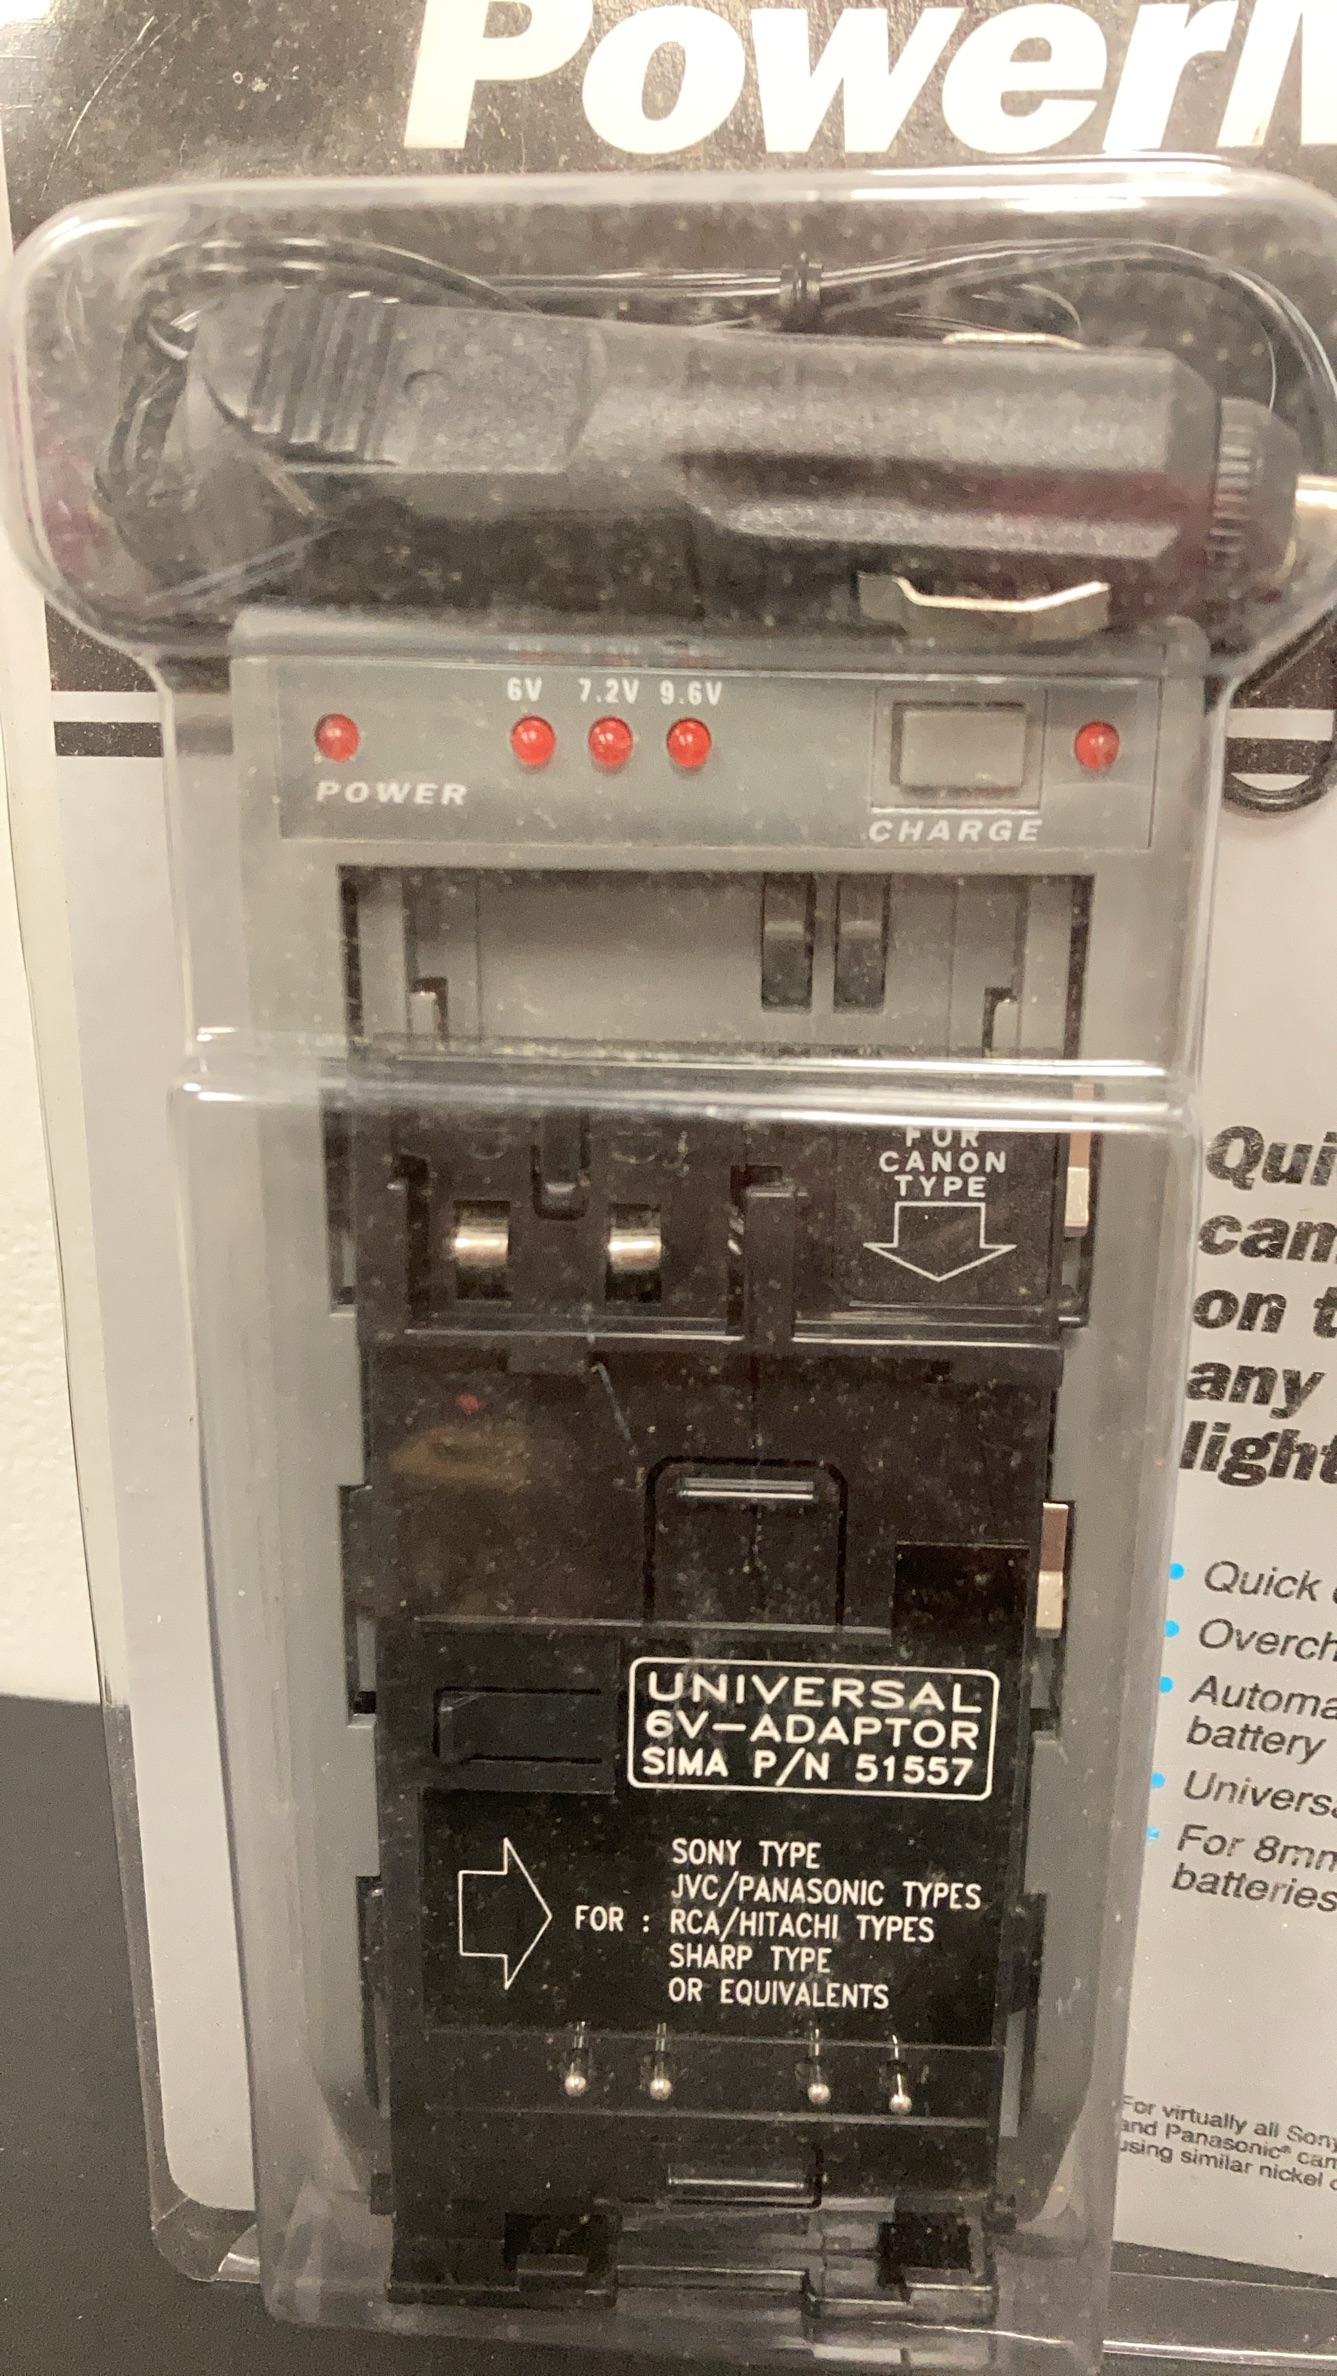 Power
6V 7.2V 9.6V
POWER
CHARGE
FOR
CANON
TYPE
Qui
cam
on t
any
light
Quick
Overch
Automa
battery
Universa
For 8mm
batteries
UNIVERSAL
6V-ADAPTOR
SIMA P/N 51557
SONY TYPE
JVC/PANASONIC TYPES
FOR : RCA/HITACHI TYPES
SHARP TYPE
OR EQUIVALENTS
For virtually all Sony
and Panasonic® cam
using similar nickel c